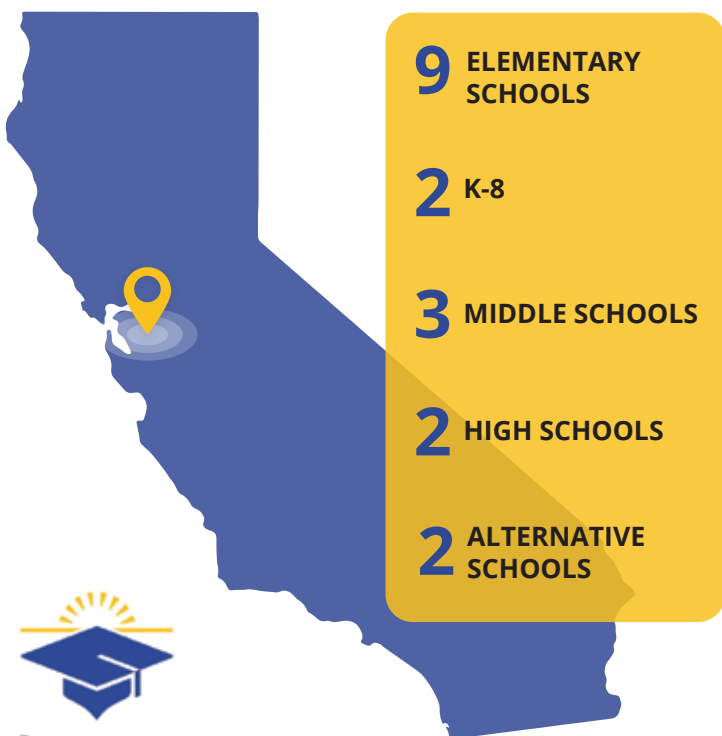 9 ELEMENTARY
SCHOOLS
2 K-8
3 MIDDLE SCHOOLS
2 HIGH SCHOOLS
2 ALTERNATIVE
SCHOOLS